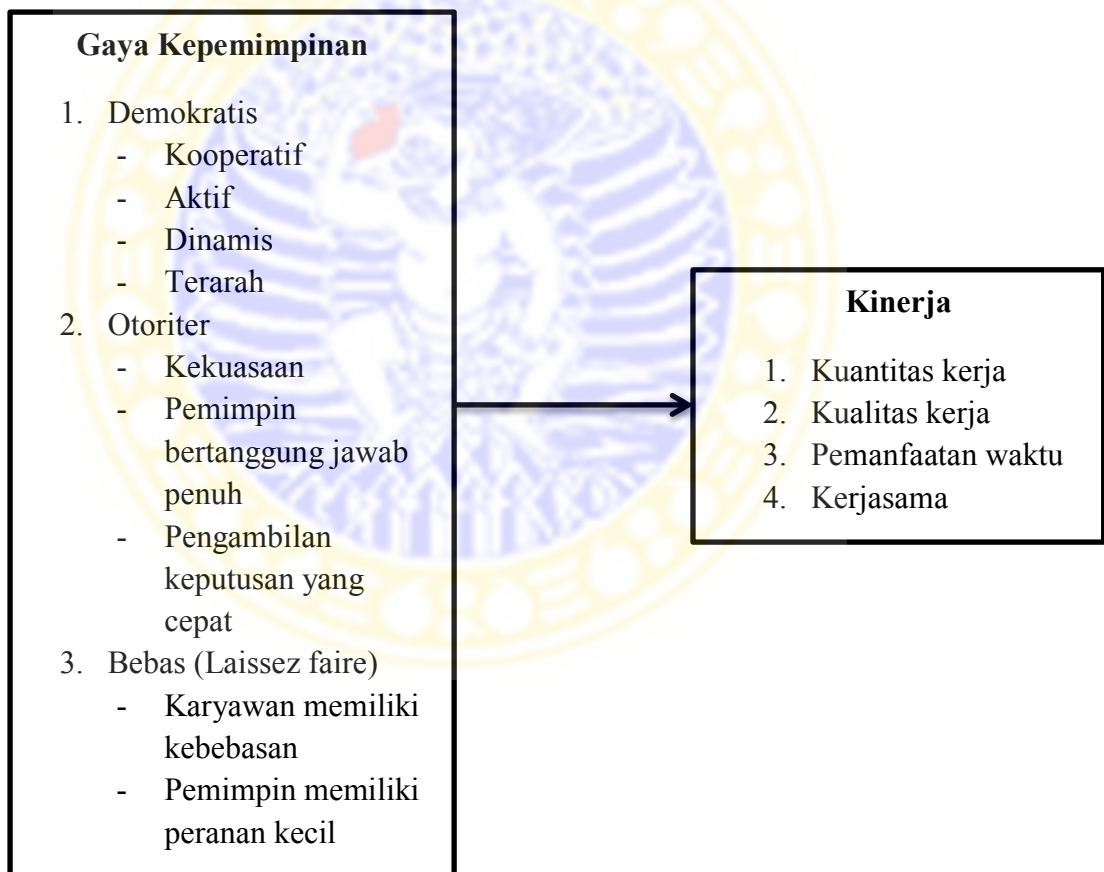 Gaya Kepemimpinan
1. Demokratis
- Kooperatif
- Aktif
- Dinamis
- Terarah
2. Otoriter
- Kekuasaan
- Pemimpin
bertanggung jawab
penuh
- Pengambilan
keputusan yang
cepat
3. Bebas (Laissez faire)
- Karyawan memiliki
kebebasan
- Pemimpin memiliki
peranan kecil
Kinerja
1. Kuantitas kerja
2. Kualitas kerja
3. Pemanfaatan waktu
4. Kerjasama